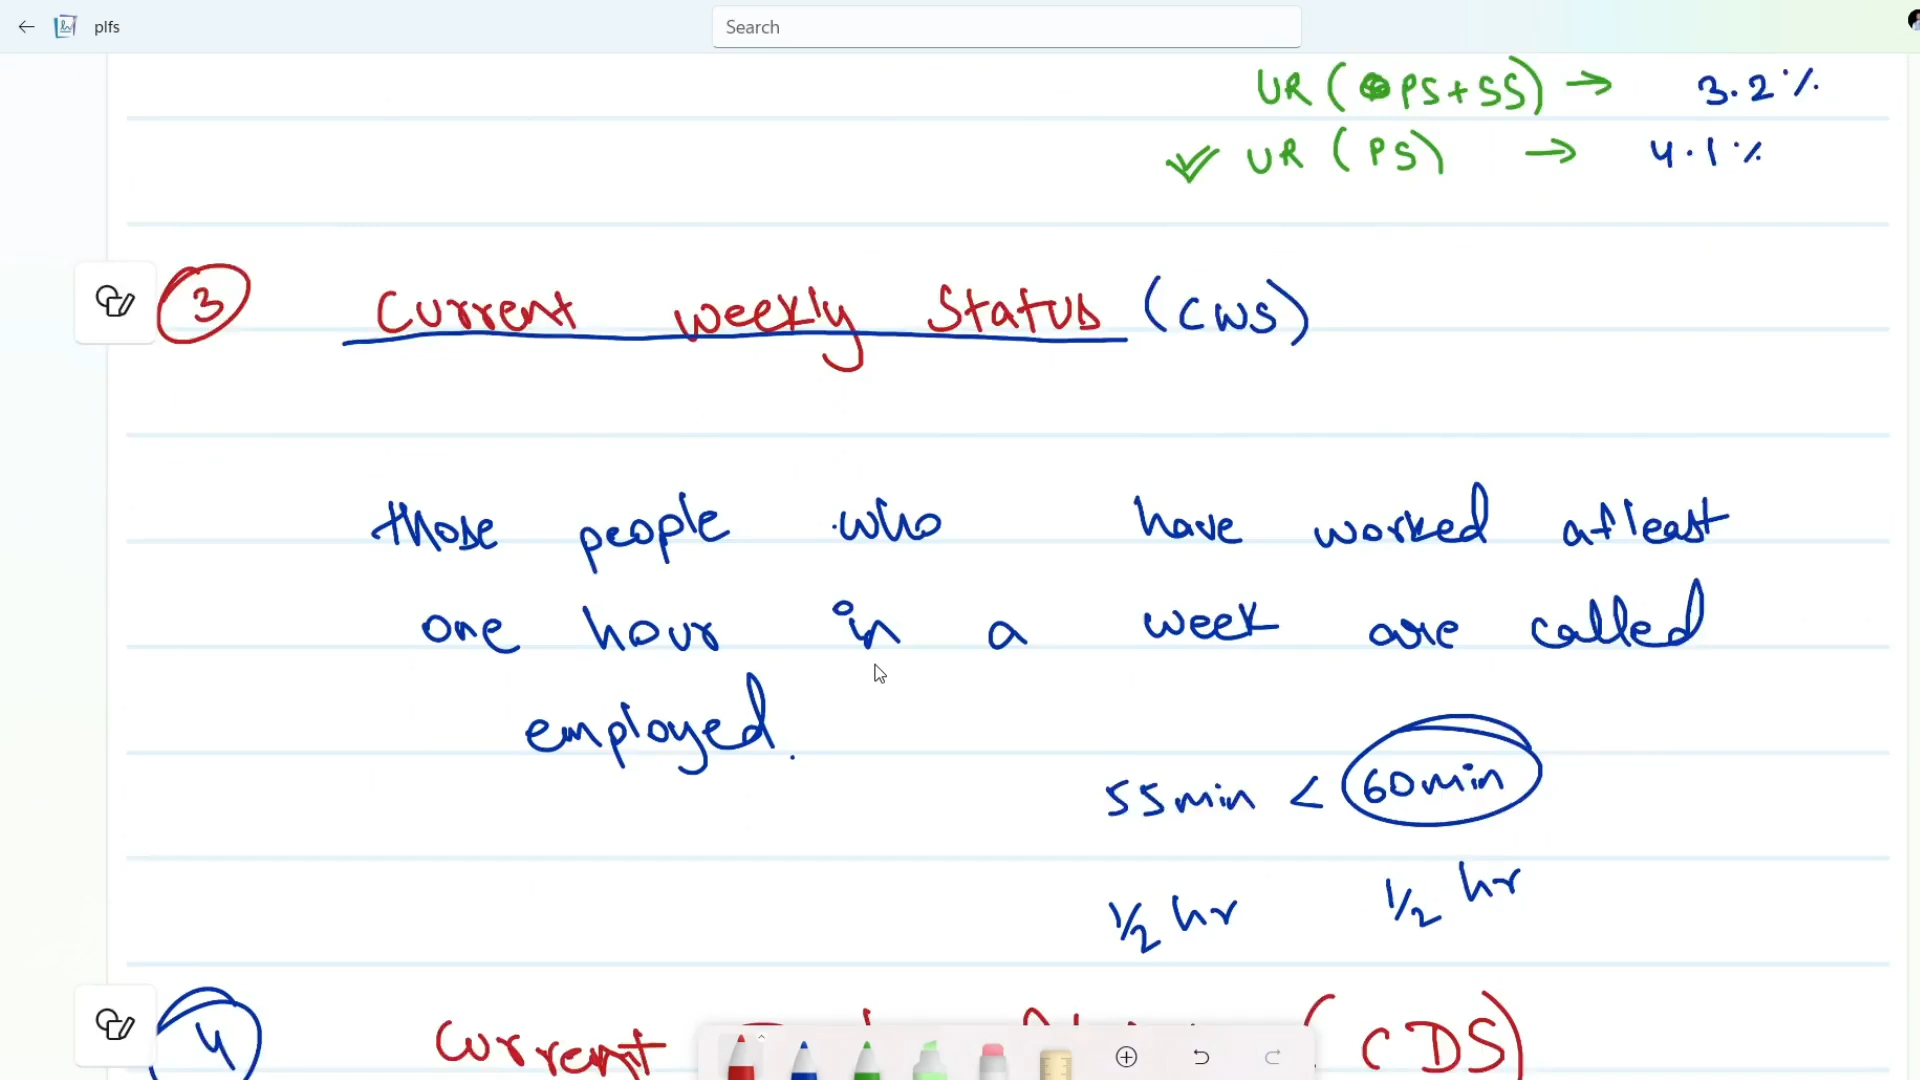 plfs
Search
UR ( PS+SS) → 3.2%
UR (PS) → 4.1%
3 Current weekly Status (CWS)
those people who have worked atleast
one hour in a week are called
employed.
55min < 60min
1/2 hr 1/2 hr
4 Current (CDS)